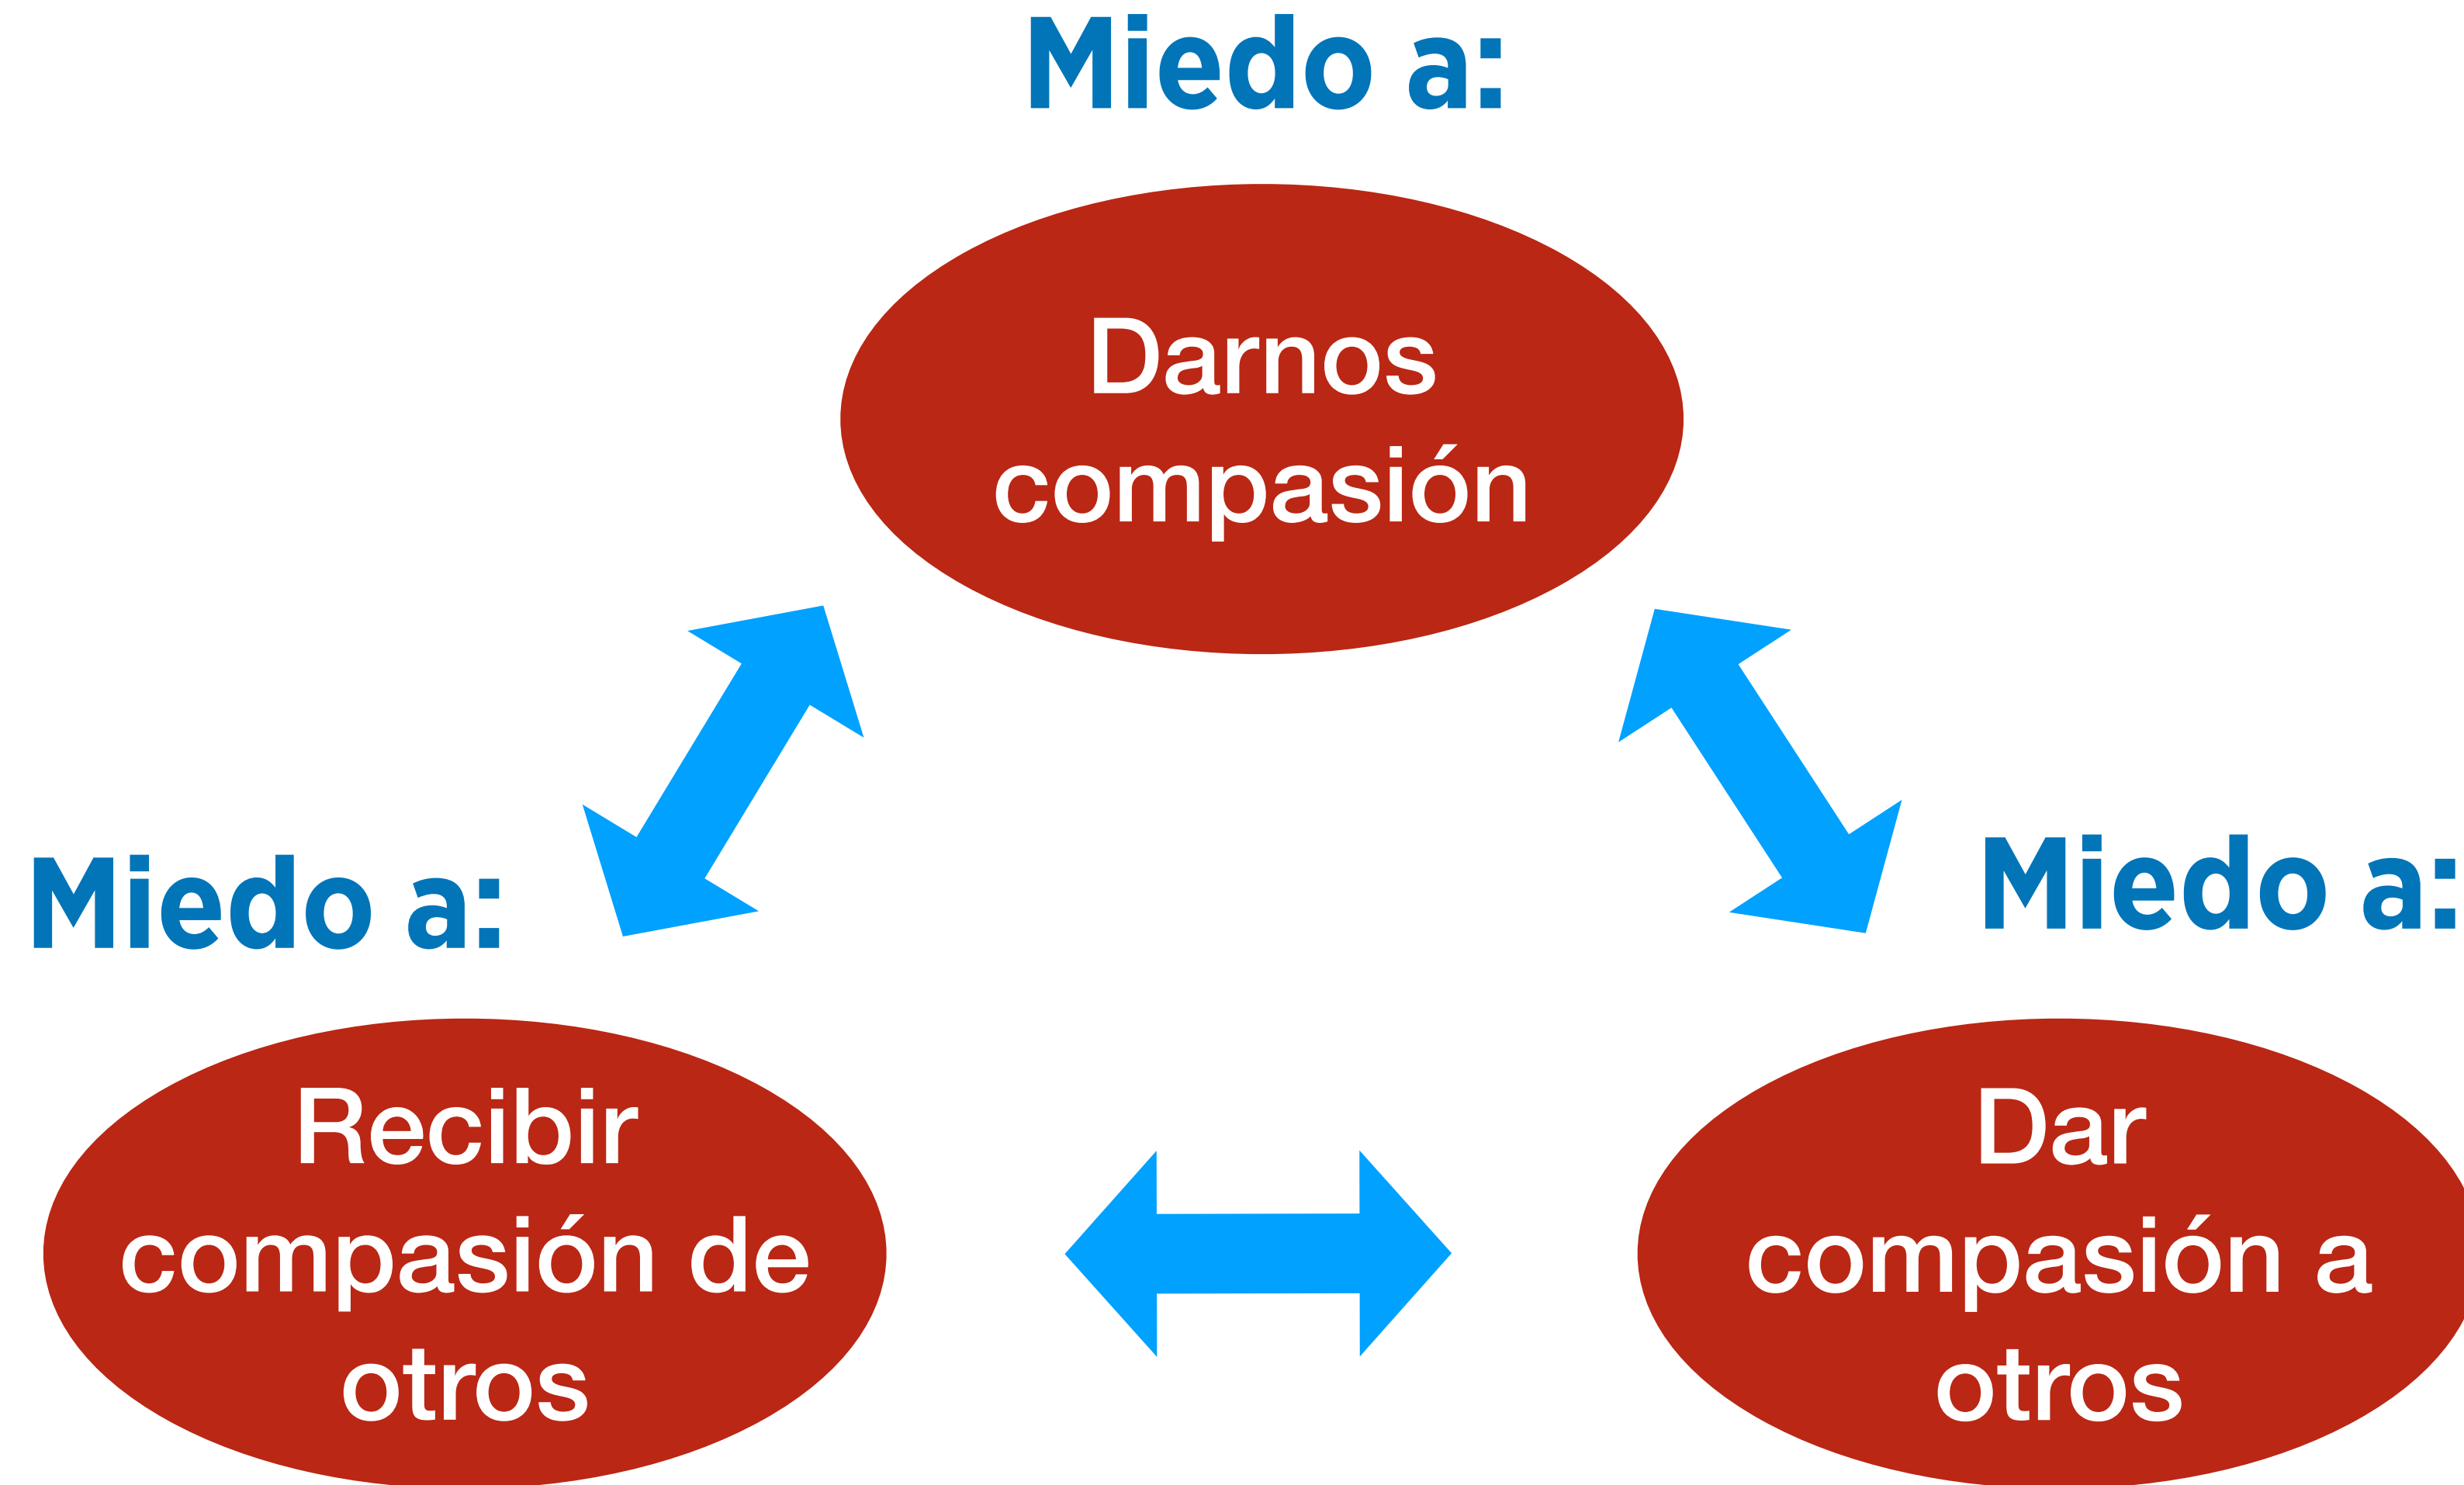 Miedo a:
Darnos
compasión
Miedo a:
Recibir
compasión de
otros
Miedo a:
Dar
compasión a
otros